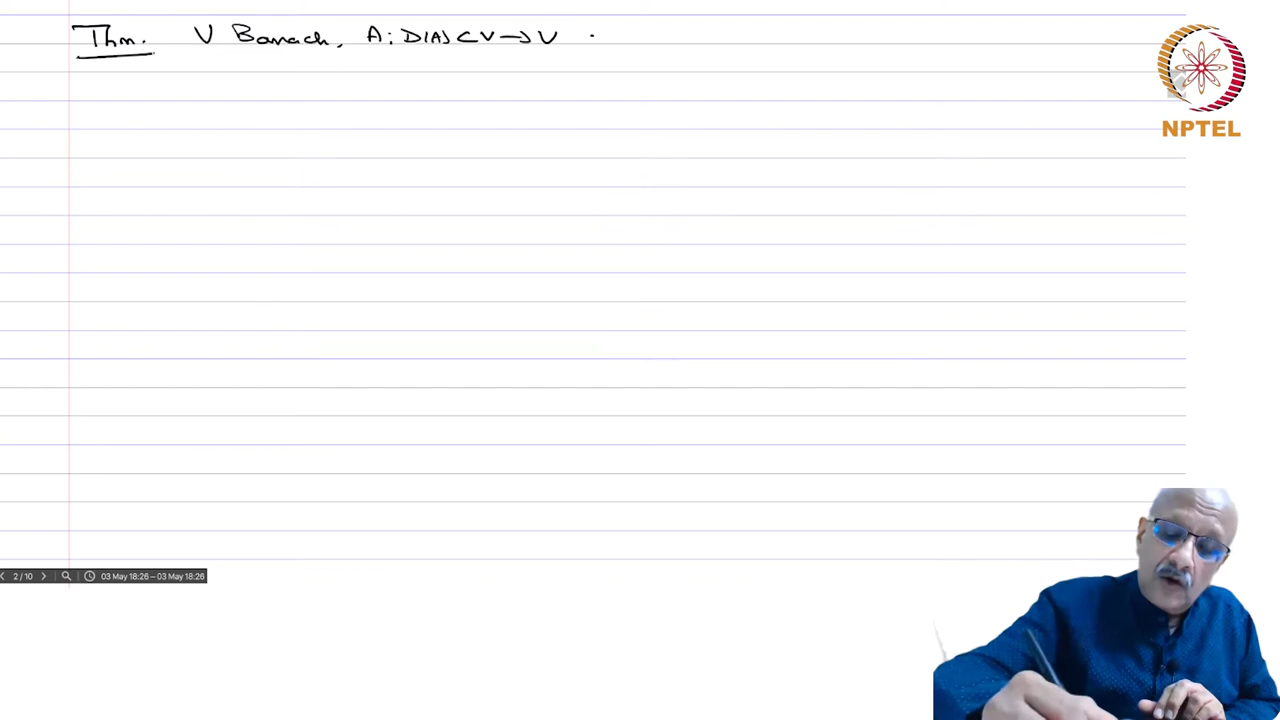 Thm. V Banach, A: D(A) ⊂ V → V
NPTEL
2 / 10 03 May 18:26 – 03 May 18:26